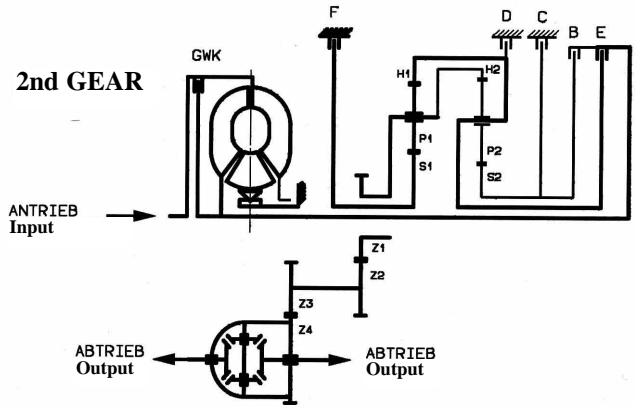 F
D
C
B
E
GWK
H1
H2
2nd GEAR
P1
S1
P2
S2
ANTRIEB
Input
Z1
Z2
Z3
Z4
ABTRIEB
Output
ABTRIEB
Output